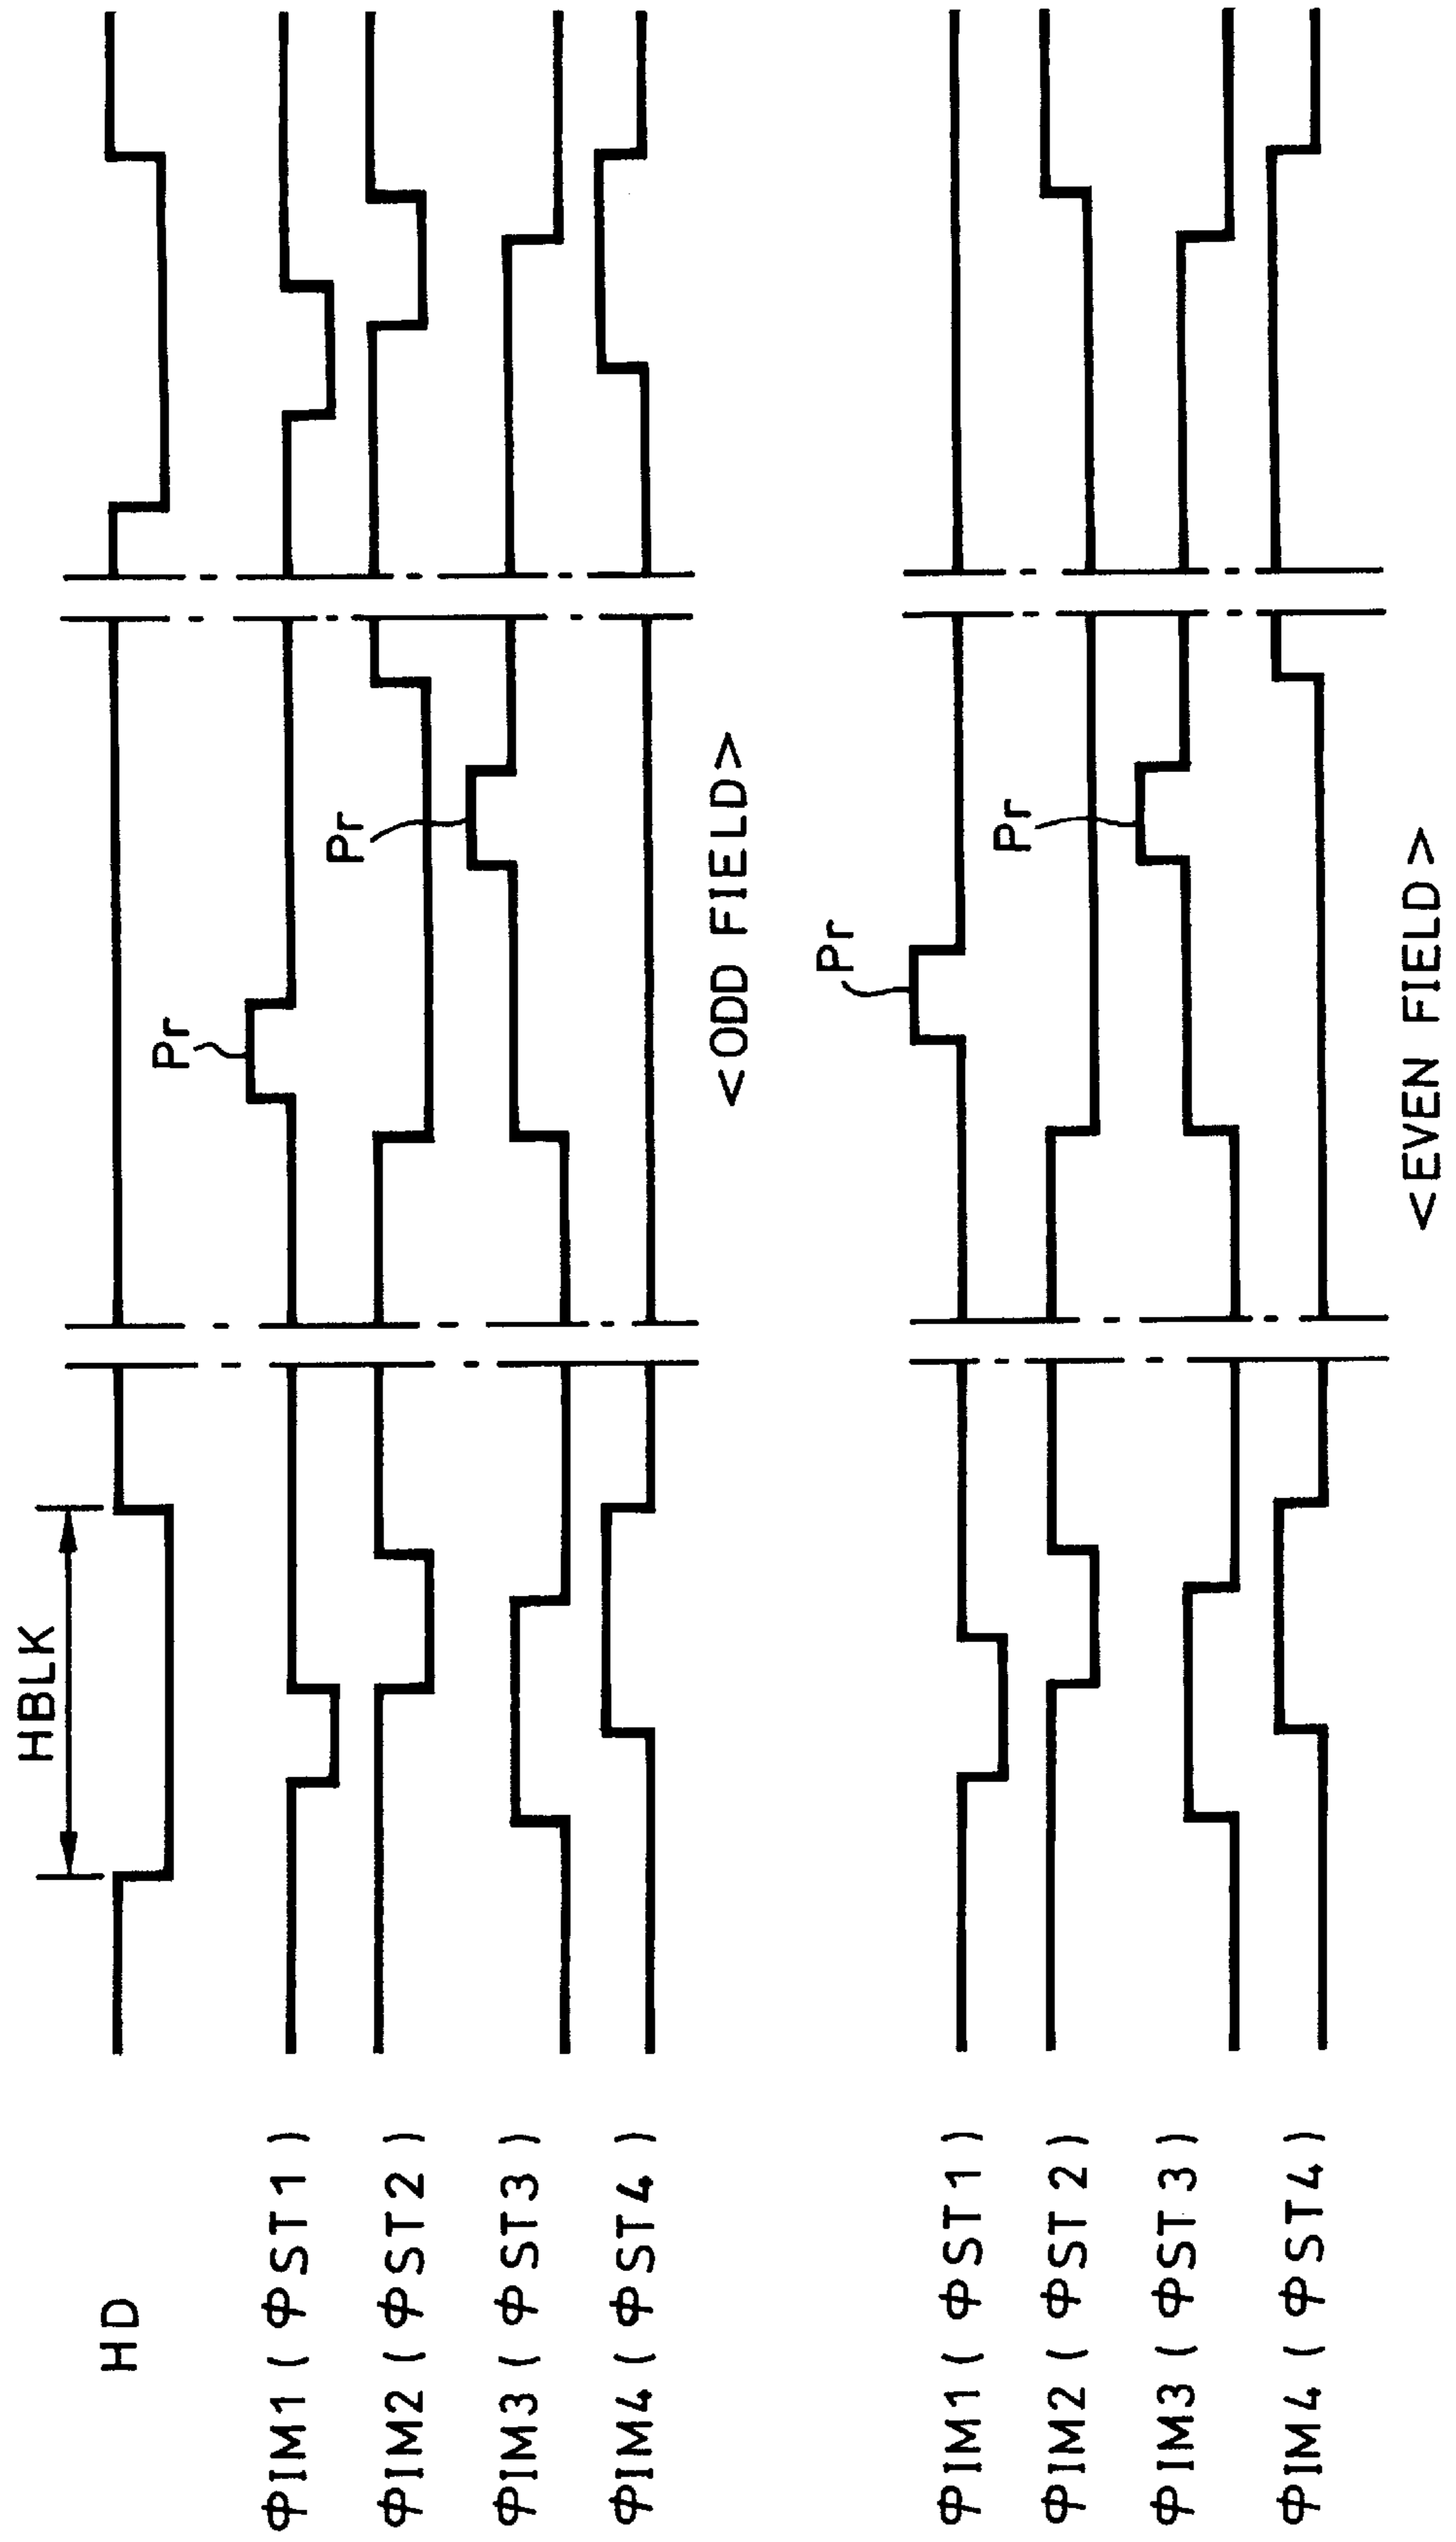 HBLK
HD
Pr
ΦIM1 ( ΦST1 )
ΦIM2 ( ΦST2 )
Pr
ΦIM3 ( ΦST3 )
ΦIM4 ( ΦST4 )
<ODD FIELD>
Pr
ΦIM1 ( ΦST1 )
Pr
ΦIM2 ( ΦST2 )
ΦIM3 ( ΦST3 )
ΦIM4 ( ΦST4 )
<EVEN FIELD>